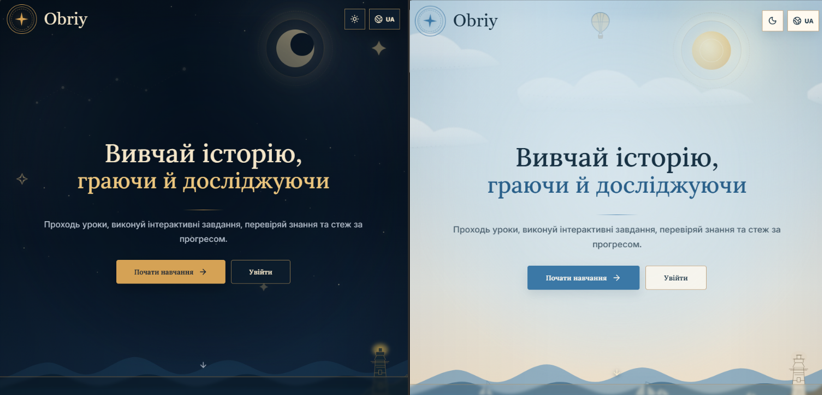 Obriy
UA
Вивчай історію,
граючи й досліджуючи
Проходь уроки, виконуй інтерактивні завдання, перевіряй знання та стеж за
прогресом.
Почати навчання →
Увійти
↓
Obriy
UA
Вивчай історію,
граючи й досліджуючи
Проходь уроки, виконуй інтерактивні завдання, перевіряй знання та стеж за
прогресом.
Почати навчання →
Увійти